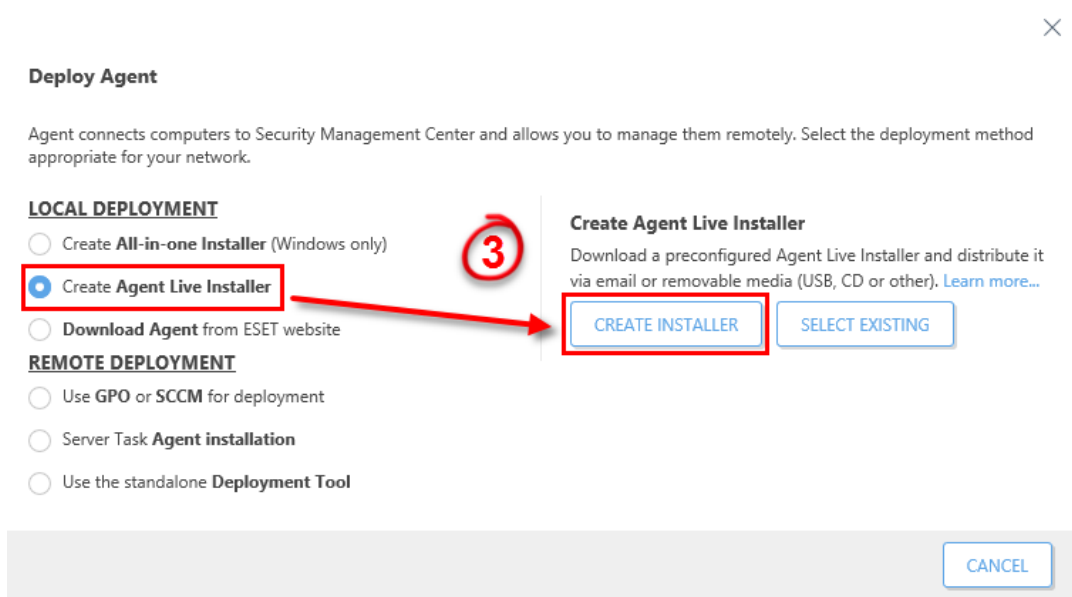 Deploy Agent
Agent connects computers to Security Management Center and allows you to manage them remotely. Select the deployment method
appropriate for your network.
LOCAL DEPLOYMENT
Create All-in-one Installer (Windows only)
Create Agent Live Installer
Download Agent from ESET website
REMOTE DEPLOYMENT
Use GPO or SCCM for deployment
Server Task Agent installation
Use the standalone Deployment Tool
3
Create Agent Live Installer
Download a preconfigured Agent Live Installer and distribute it
via email or removable media (USB, CD or other). Learn more...
CREATE INSTALLER
SELECT EXISTING
CANCEL